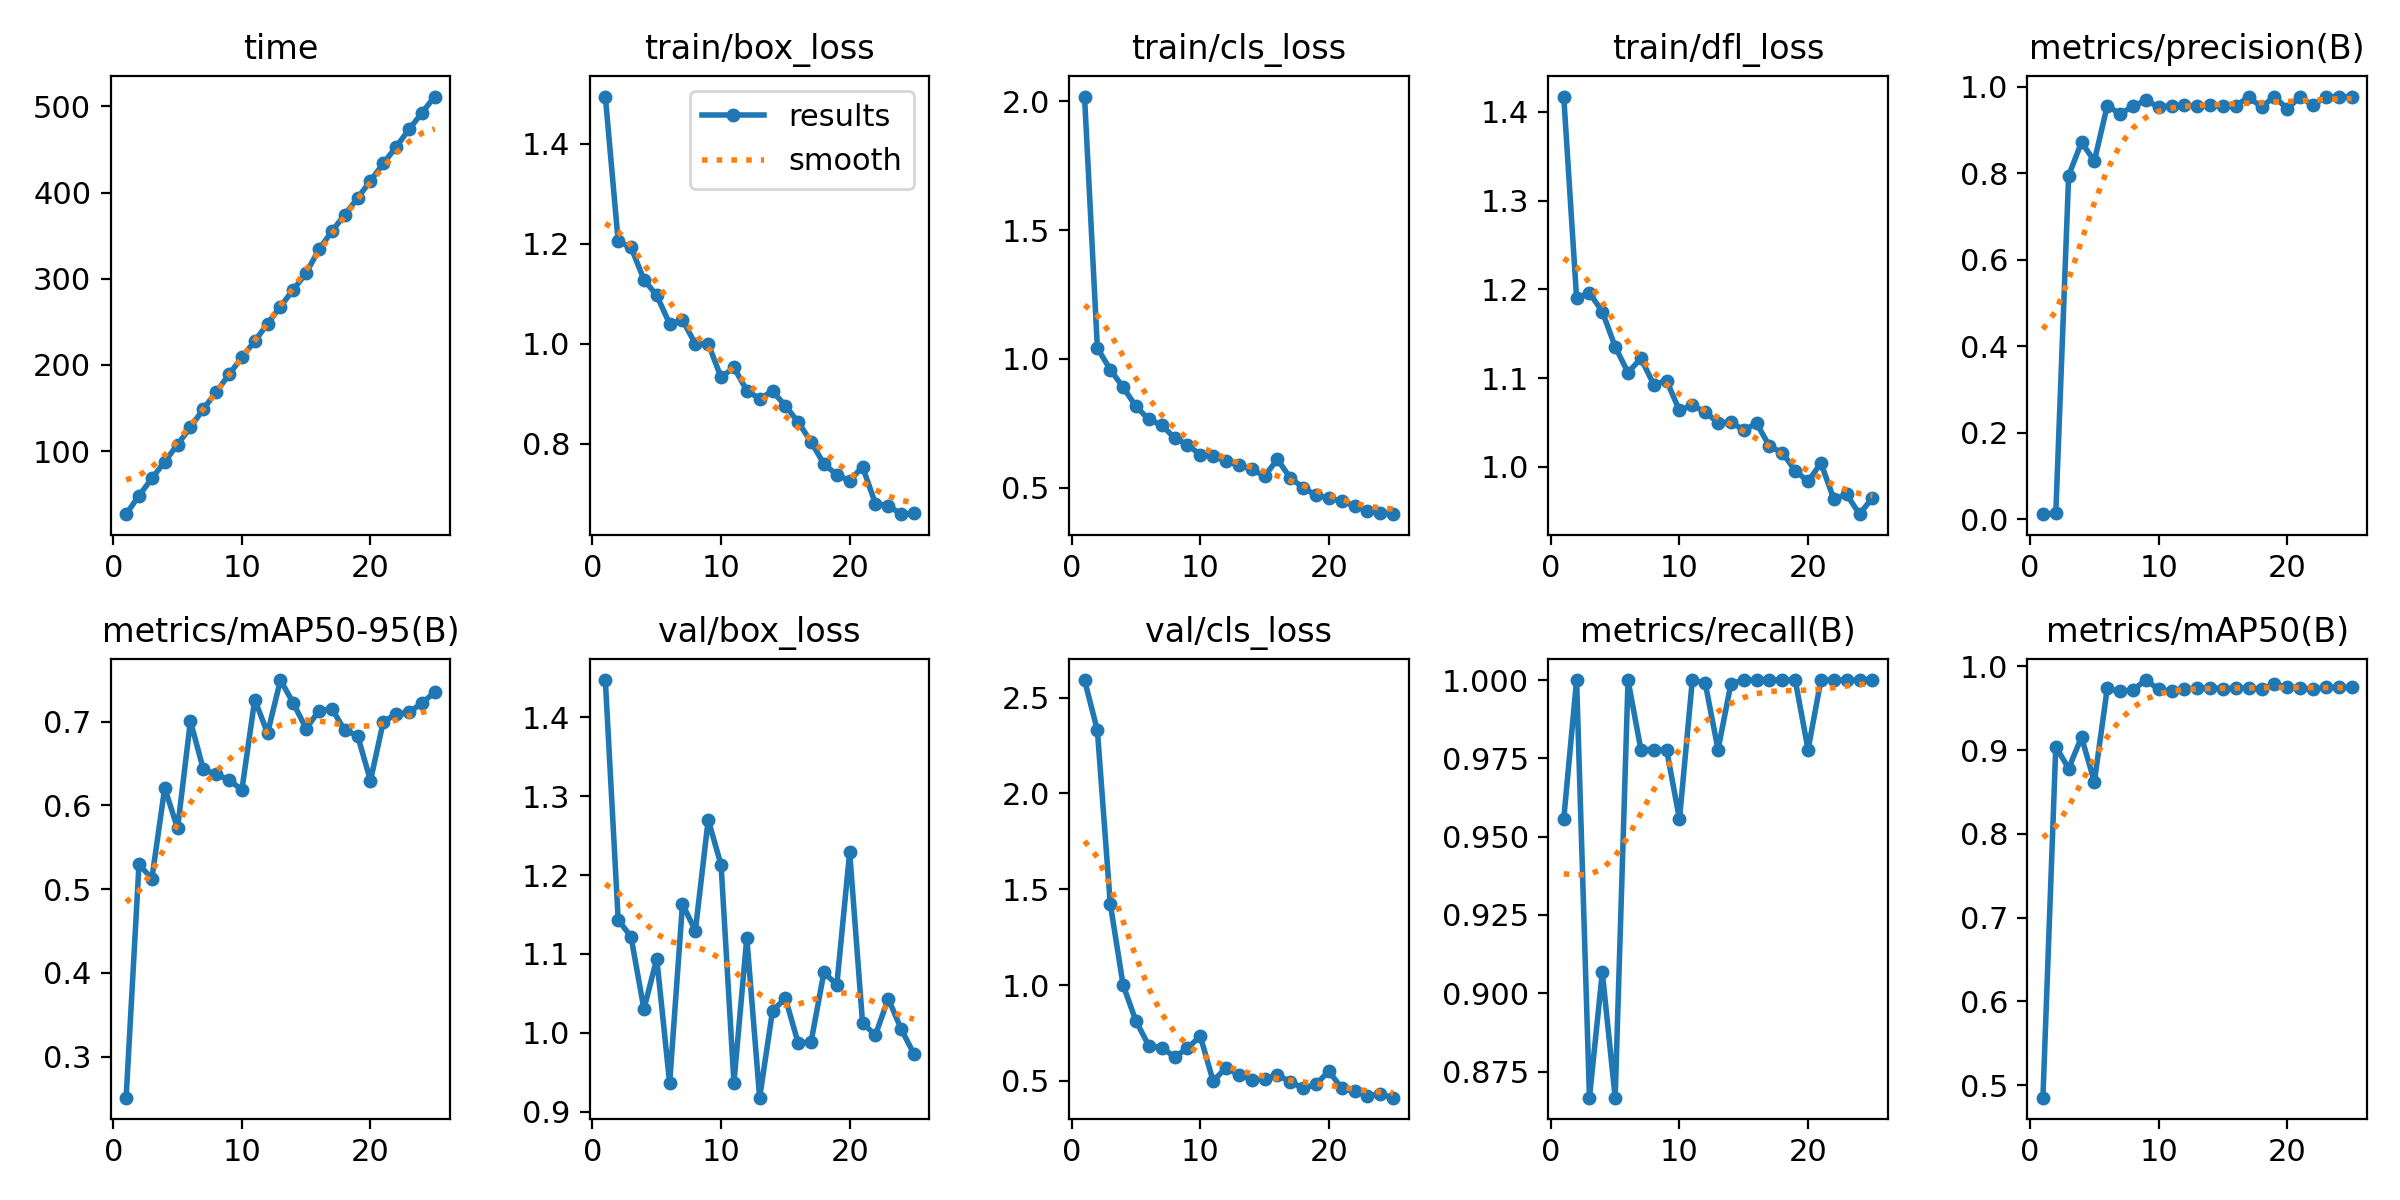 time
train/box_loss
train/cls_loss
train/dfl_loss
metrics/precision(B)
500
400
300
200
100
0 10 20
1.4
1.2
1.0
0.8
results
smooth
0 10 20
2.0
1.5
1.0
0.5
0 10 20
1.4
1.3
1.2
1.1
1.0
0 10 20
1.0
0.8
0.6
0.4
0.2
0.0
0 10 20
metrics/mAP50-95(B)
val/box_loss
val/cls_loss
metrics/recall(B)
metrics/mAP50(B)
0.7
0.6
0.5
0.4
0.3
0 10 20
1.4
1.3
1.2
1.1
1.0
0.9
0 10 20
2.5
2.0
1.5
1.0
0.5
0 10 20
1.000
0.975
0.950
0.925
0.900
0.875
0 10 20
1.0
0.9
0.8
0.7
0.6
0.5
0 10 20